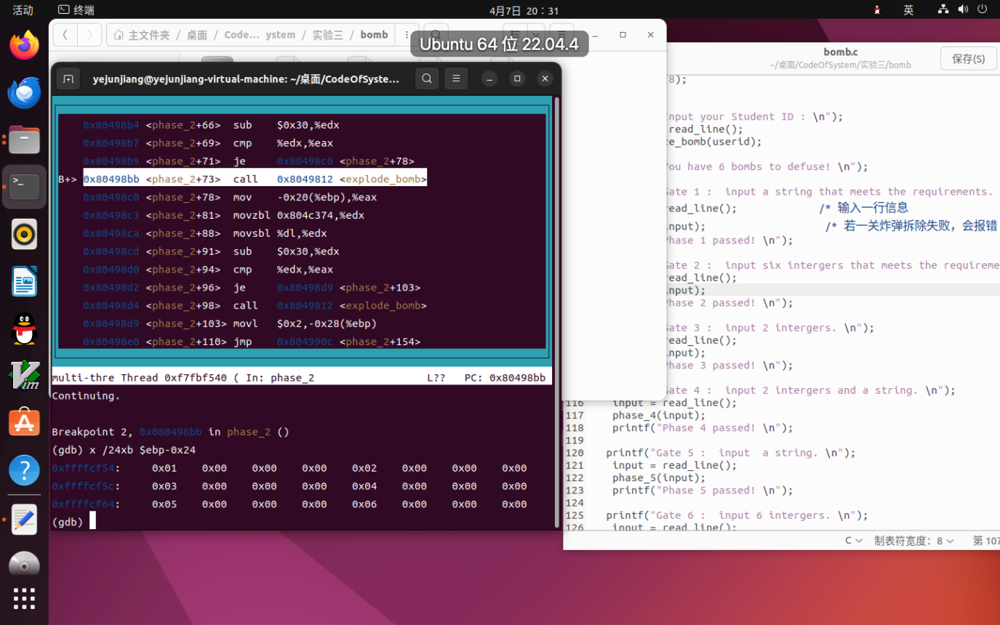 活动
终端
4月7日 20：31
英
主文件夹 / 桌面 / Code… ystem / 实验三 / bomb
Ubuntu 64 位 22.04.4
yejunjiang@yejunjiang-virtual-machine: ~/桌面/CodeOfSyste...
0x80498b4 <phase_2+66> sub $0x30,%edx
0x80498b7 <phase_2+69> cmp %edx,%eax
0x80498b9 <phase_2+71> je 0x80498c0 <phase_2+78>
B+> 0x80498bb <phase_2+73> call 0x8049812 <explode_bomb>
0x80498c0 <phase_2+78> mov -0x20(%ebp),%eax
0x80498c3 <phase_2+81> movzbl 0x804c374,%edx
0x80498ca <phase_2+88> movsbl %dl,%edx
0x80498cd <phase_2+91> sub $0x30,%edx
0x80498d0 <phase_2+94> cmp %edx,%eax
0x80498d2 <phase_2+96> je 0x80498d9 <phase_2+103>
0x80498d4 <phase_2+98> call 0x8049812 <explode_bomb>
0x80498d9 <phase_2+103> movl $0x2,-0x28(%ebp)
0x80498e0 <phase_2+110> jmp 0x804990c <phase_2+154>
multi-thre Thread 0xf7fbf540 ( In: phase_2 L?? PC: 0x80498bb
Continuing.
Breakpoint 2, 0x080498bb in phase_2 ()
(gdb) x /24xb $ebp-0x24
0xffffcf54: 0x01 0x00 0x00 0x00 0x02 0x00 0x00 0x00
0xffffcf5c: 0x03 0x00 0x00 0x00 0x04 0x00 0x00 0x00
0xffffcf64: 0x05 0x00 0x00 0x00 0x06 0x00 0x00 0x00
(gdb)
bomb.c
~/桌面/CodeOfSystem/实验三/bomb
保存(S)
8);
Input your Student ID : \n");
read_line();
e_bomb(userid);
You have 6 bombs to defuse! \n");
Gate 1 : input a string that meets the requirements.
read_line(); /* 输入一行信息
nput); /* 若一关炸弹拆除失败，会报错
Phase 1 passed! \n");
Gate 2 : input six intergers that meets the requireme
read_line();
nput);
Phase 2 passed! \n");
Gate 3 : input 2 intergers. \n");
read_line();
nput);
Phase 3 passed! \n");
Gate 4 : input 2 intergers and a string. \n");
116 input = read_line();
117 phase_4(input);
118 printf("Phase 4 passed! \n");
119
120 printf("Gate 5 : input a string. \n");
121 input = read_line();
122 phase_5(input);
123 printf("Phase 5 passed! \n");
124
125 printf("Gate 6 : input 6 intergers. \n");
126 input = read_line();
C 制表符宽度：8 第 107